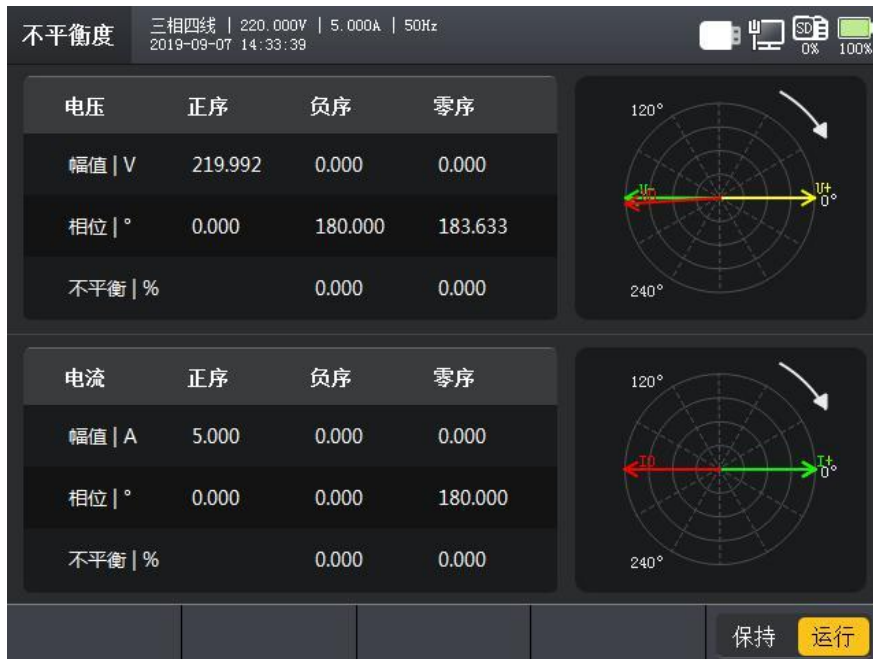 不平衡度
三相四线 | 220.000V | 5.000A | 50Hz
2019-09-07 14:33:39
SD
0%
100%
电压 正序 负序 零序
幅值 | V 219.992 0.000 0.000
相位 | ° 0.000 180.000 183.633
不平衡 | % 0.000 0.000
120°
U-
U0
U+
0°
240°
电流 正序 负序 零序
幅值 | A 5.000 0.000 0.000
相位 | ° 0.000 0.000 180.000
不平衡 | % 0.000 0.000
120°
I0
I+
0°
240°
保持 运行